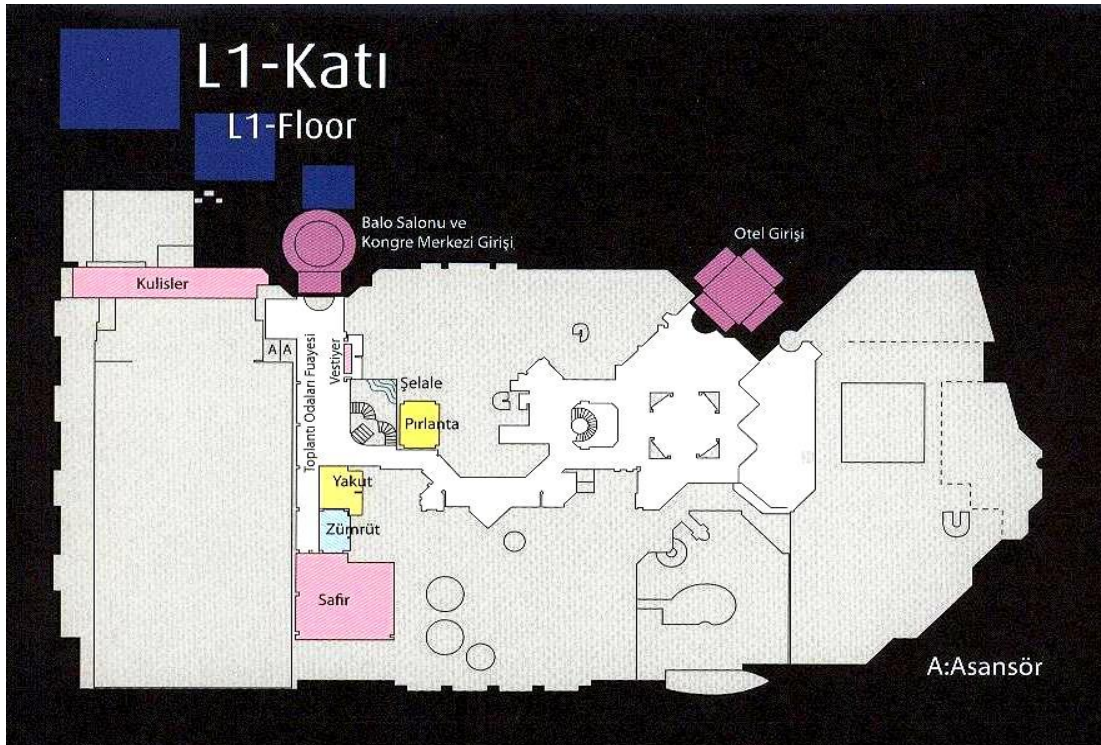 L1-Katı
L1-Floor
Balo Salonu ve
Kongre Merkezi Girişi
Otel Girişi
Kulisler
A A
Toplantı Odaları Fuayesi
Vestiyer
Şelale
Pırlanta
Yakut
Zümrüt
Safir
A:Asansör